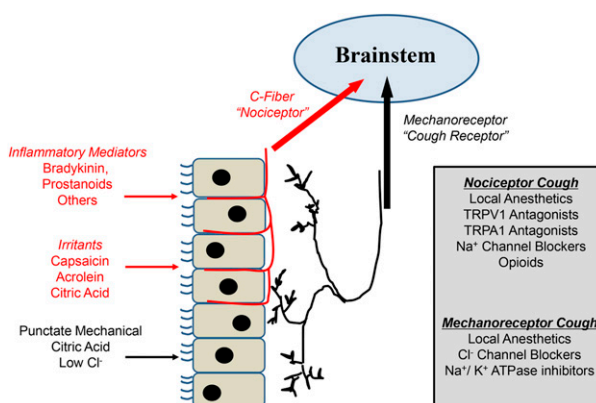 Brainstem
C-Fiber
"Nociceptor"
Mechanoreceptor
"Cough Receptor"
Inflammatory Mediators
Bradykinin,
Prostanoids
Others
Irritants
Capsaicin
Acrolein
Citric Acid
Punctate Mechanical
Citric Acid
Low Cl⁻
Nociceptor Cough
Local Anesthetics
TRPV1 Antagonists
TRPA1 Antagonists
Na⁺ Channel Blockers
Opioids
Mechanoreceptor Cough
Local Anesthetics
Cl⁻ Channel Blockers
Na⁺/ K⁺ ATPase inhibitors